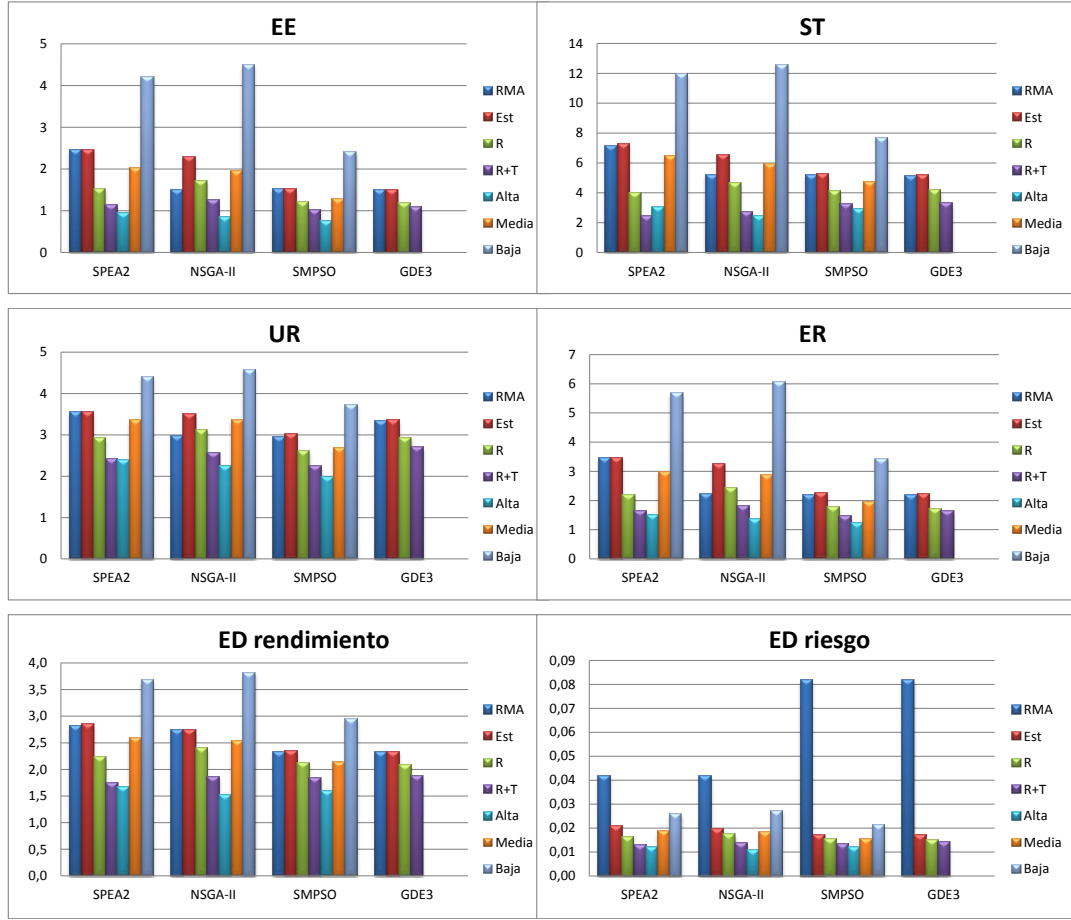 EE
5
4
3
2
1
0
SPEA2 NSGA-II SMPSO GDE3
RMA
Est
R
R+T
Alta
Media
Baja
ST
14
12
10
8
6
4
2
0
SPEA2 NSGA-II SMPSO GDE3
RMA
Est
R
R+T
Alta
Media
Baja
UR
5
4
3
2
1
0
SPEA2 NSGA-II SMPSO GDE3
RMA
Est
R
R+T
Alta
Media
Baja
ER
7
6
5
4
3
2
1
0
SPEA2 NSGA-II SMPSO GDE3
RMA
Est
R
R+T
Alta
Media
Baja
ED rendimiento
4,0
3,5
3,0
2,5
2,0
1,5
1,0
0,5
0,0
SPEA2 NSGA-II SMPSO GDE3
RMA
Est
R
R+T
Alta
Media
Baja
ED riesgo
0,09
0,08
0,07
0,06
0,05
0,04
0,03
0,02
0,01
0,00
SPEA2 NSGA-II SMPSO GDE3
RMA
Est
R
R+T
Alta
Media
Baja